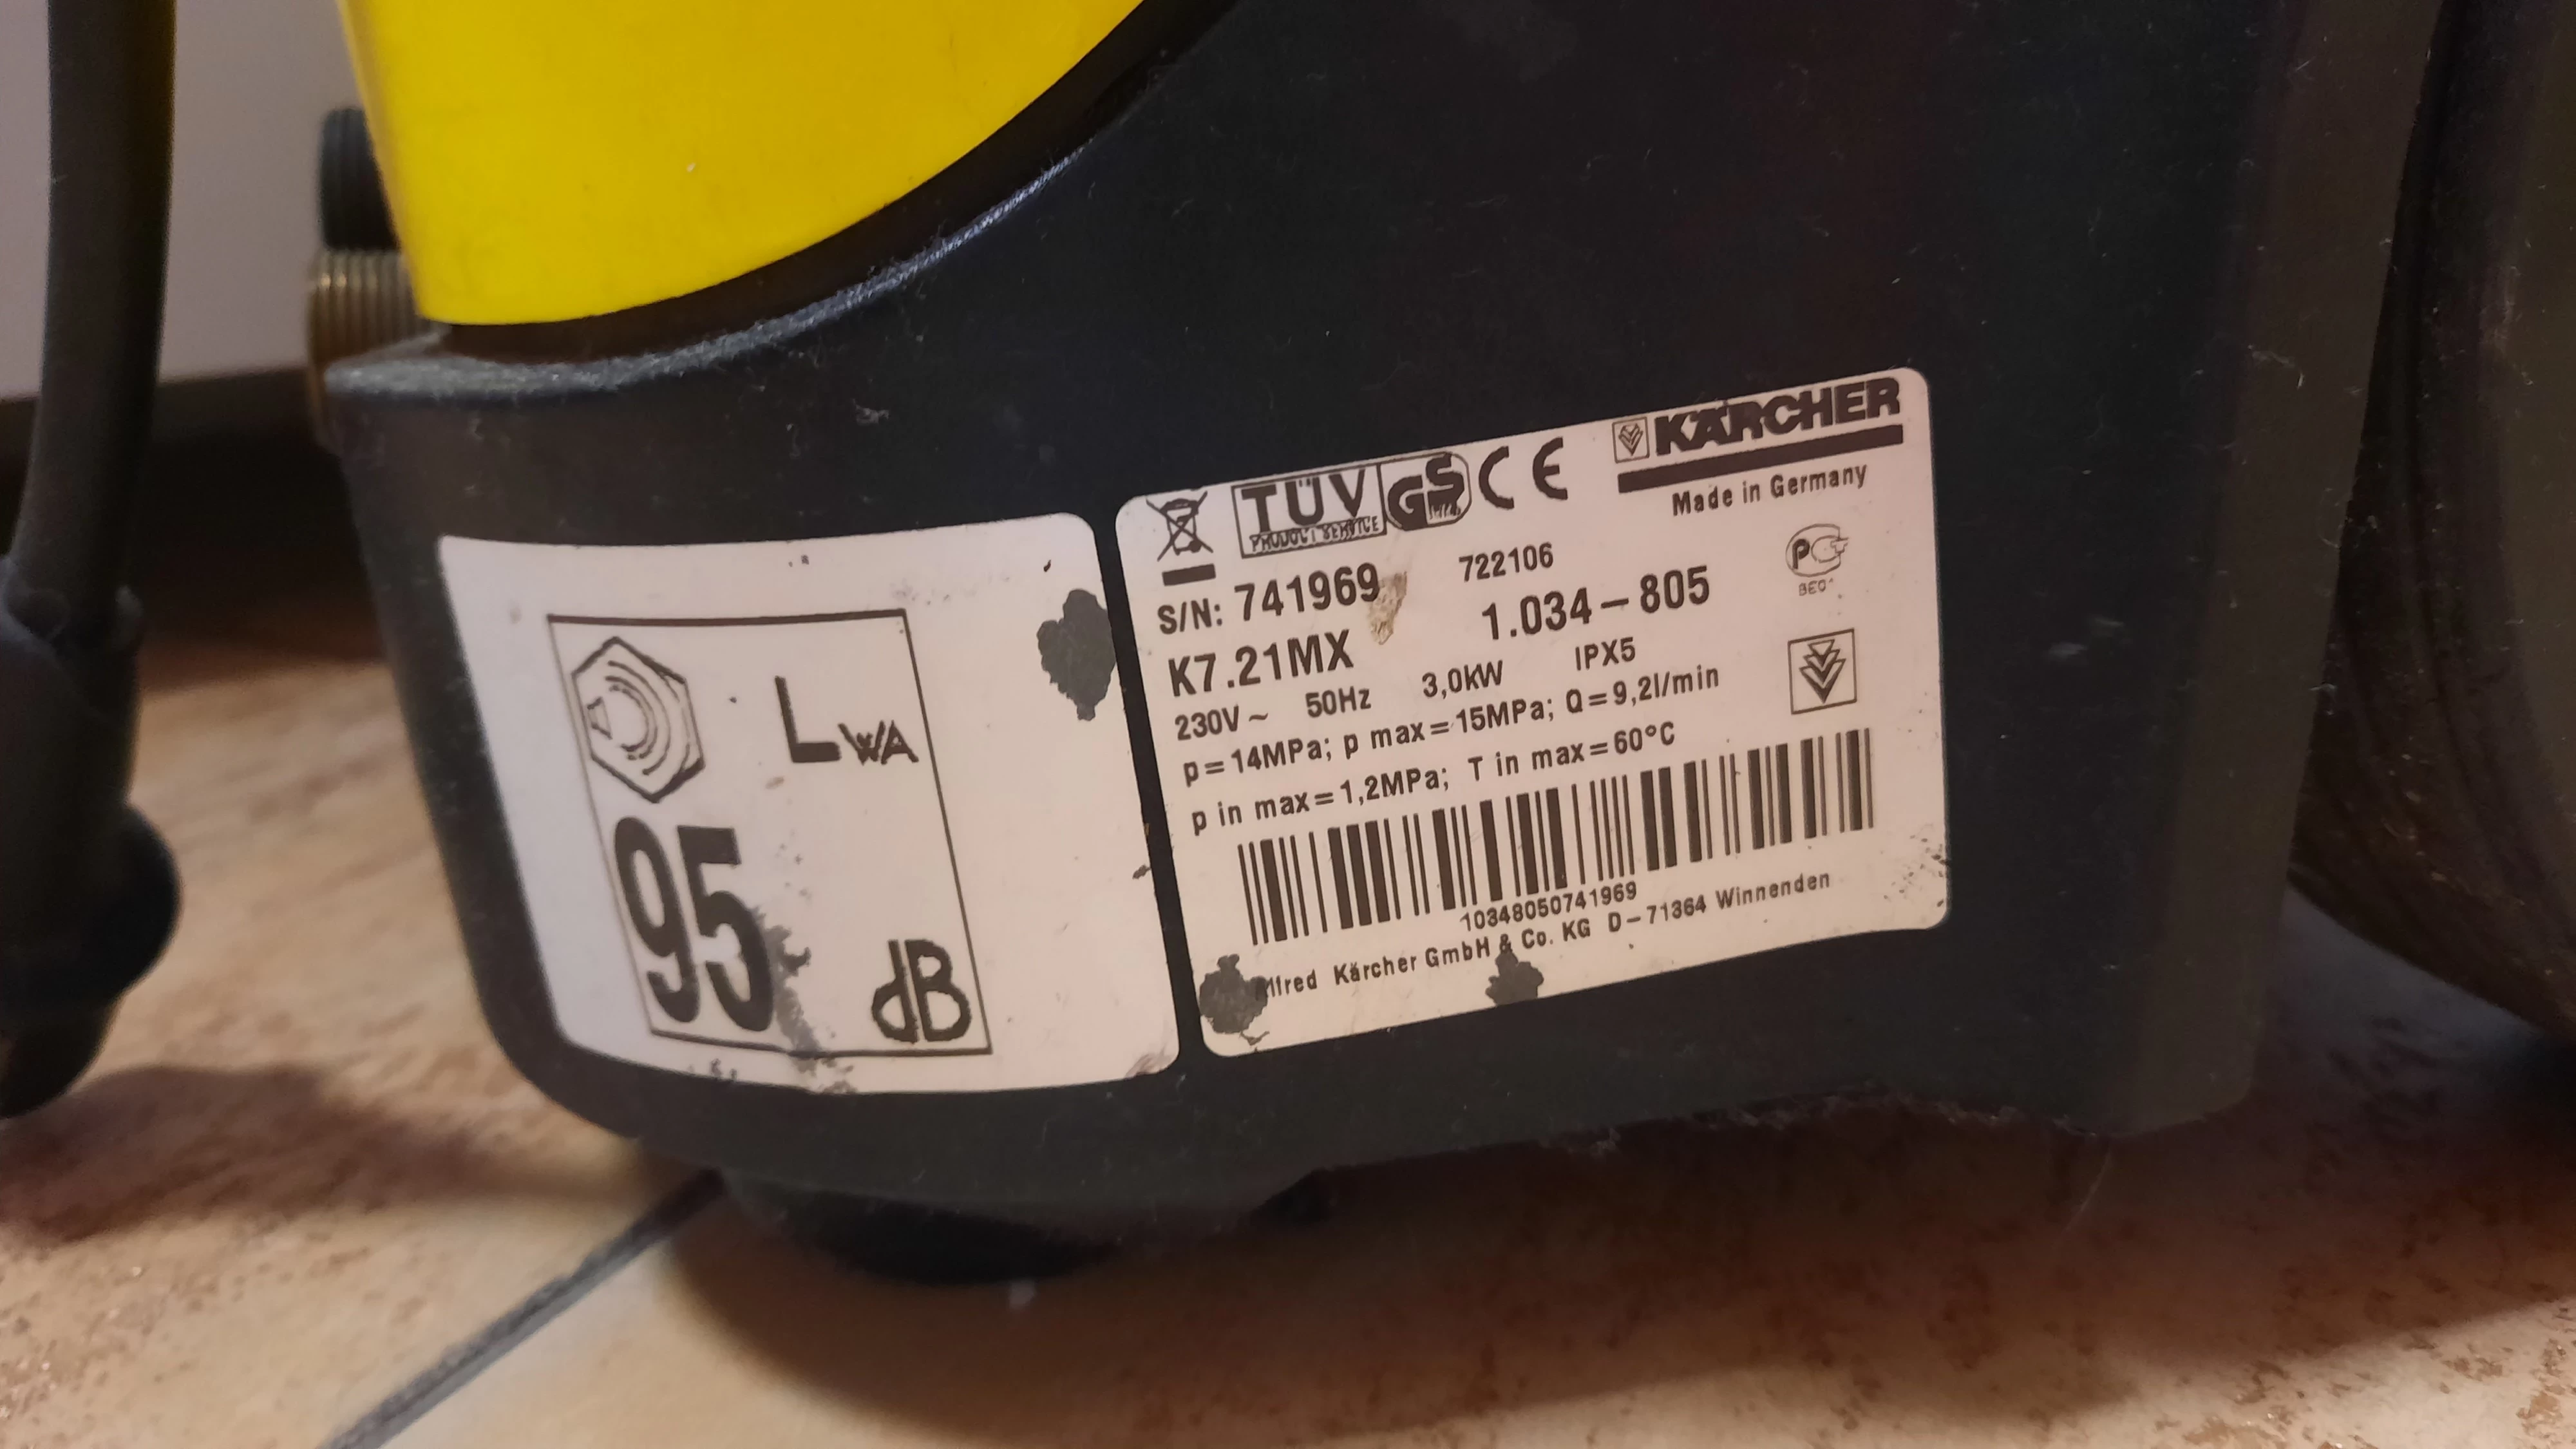 LWA
95
dB
TÜV
PRODUCT SERVICE
GS
CE
KÄRCHER
Made in Germany
S/N: 741969 722106
K7.21MX 1.034-805
230V~ 50Hz 3,0kW IPX5
p=14MPa; p max=15MPa; Q=9,2l/min
p in max=1,2MPa; T in max=60°C
10348050741969
Alfred Kärcher GmbH & Co. KG D-71364 Winnenden